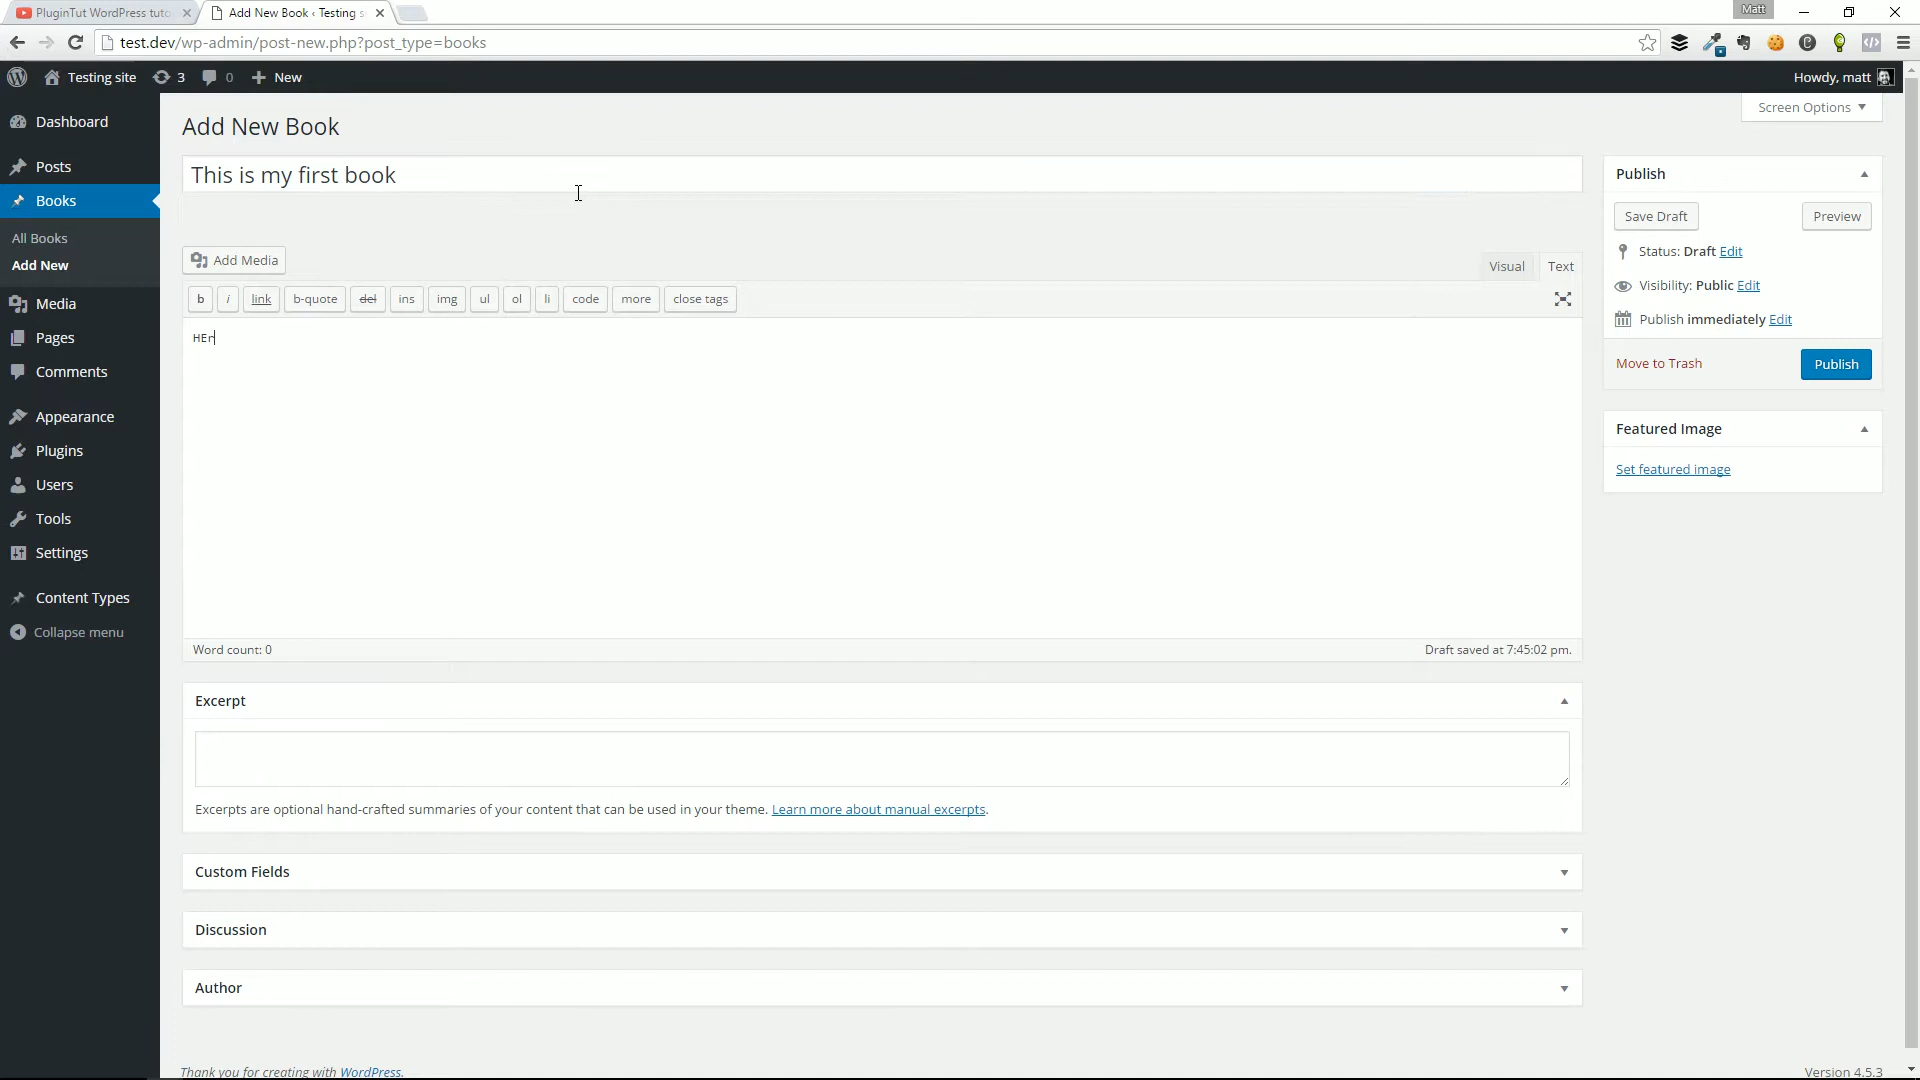 PluginTut WordPress tuto
Add New Book ‹ Testing s
Matt
test.dev/wp-admin/post-new.php?post_type=books
Testing site
3
0
New
Howdy, matt
Dashboard
Posts
Books
All Books
Add New
Media
Pages
Comments
Appearance
Plugins
Users
Tools
Settings
Content Types
Collapse menu
Screen Options
Add New Book
This is my first book
Add Media
Visual
Text
b
i
link
b-quote
del
ins
img
ul
ol
li
code
more
close tags
HEr
Word count: 0
Draft saved at 7:45:02 pm.
Excerpt
Excerpts are optional hand-crafted summaries of your content that can be used in your theme. Learn more about manual excerpts.
Custom Fields
Discussion
Author
Publish
Save Draft
Preview
Status: Draft Edit
Visibility: Public Edit
Publish immediately Edit
Move to Trash
Publish
Featured Image
Set featured image
Thank you for creating with WordPress.
Version 4.5.3